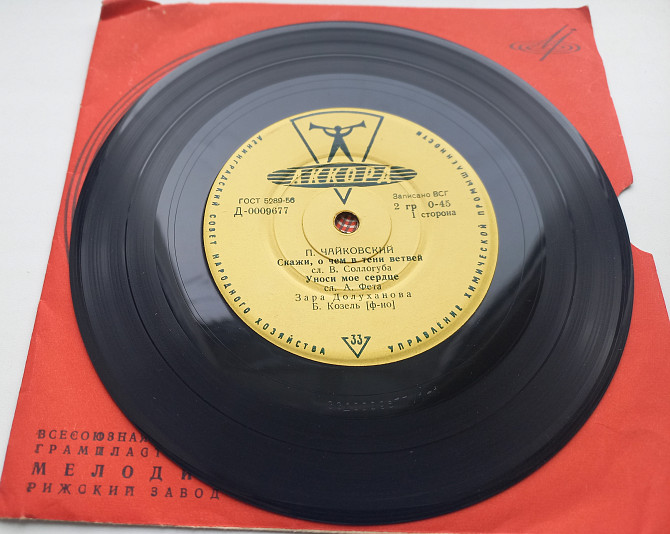 ЛЕНИНГРАДСКИЙ СОВЕТ НАРОДНОГО ХОЗЯЙСТВА
УПРАВЛЕНИЕ ХИМИЧЕСКОЙ ПРОМЫШЛЕННОСТИ
АККОРД
ГОСТ 5289-56
Д-0009677
Записано ВСГ
2 гр 0-45
1 сторона
П. ЧАЙКОВСКИЙ
Скажи, о чем в тени ветвей
сл. В. Соллогуба
Уноси мое сердце
сл. А. Фета
Зара Долуханова
Б. Козель [ф-но]
33
ВСЕСОЮЗНАЯ
ГРАМПЛАСТ
МЕЛОДИ
РИЖСКИЙ ЗАВОД